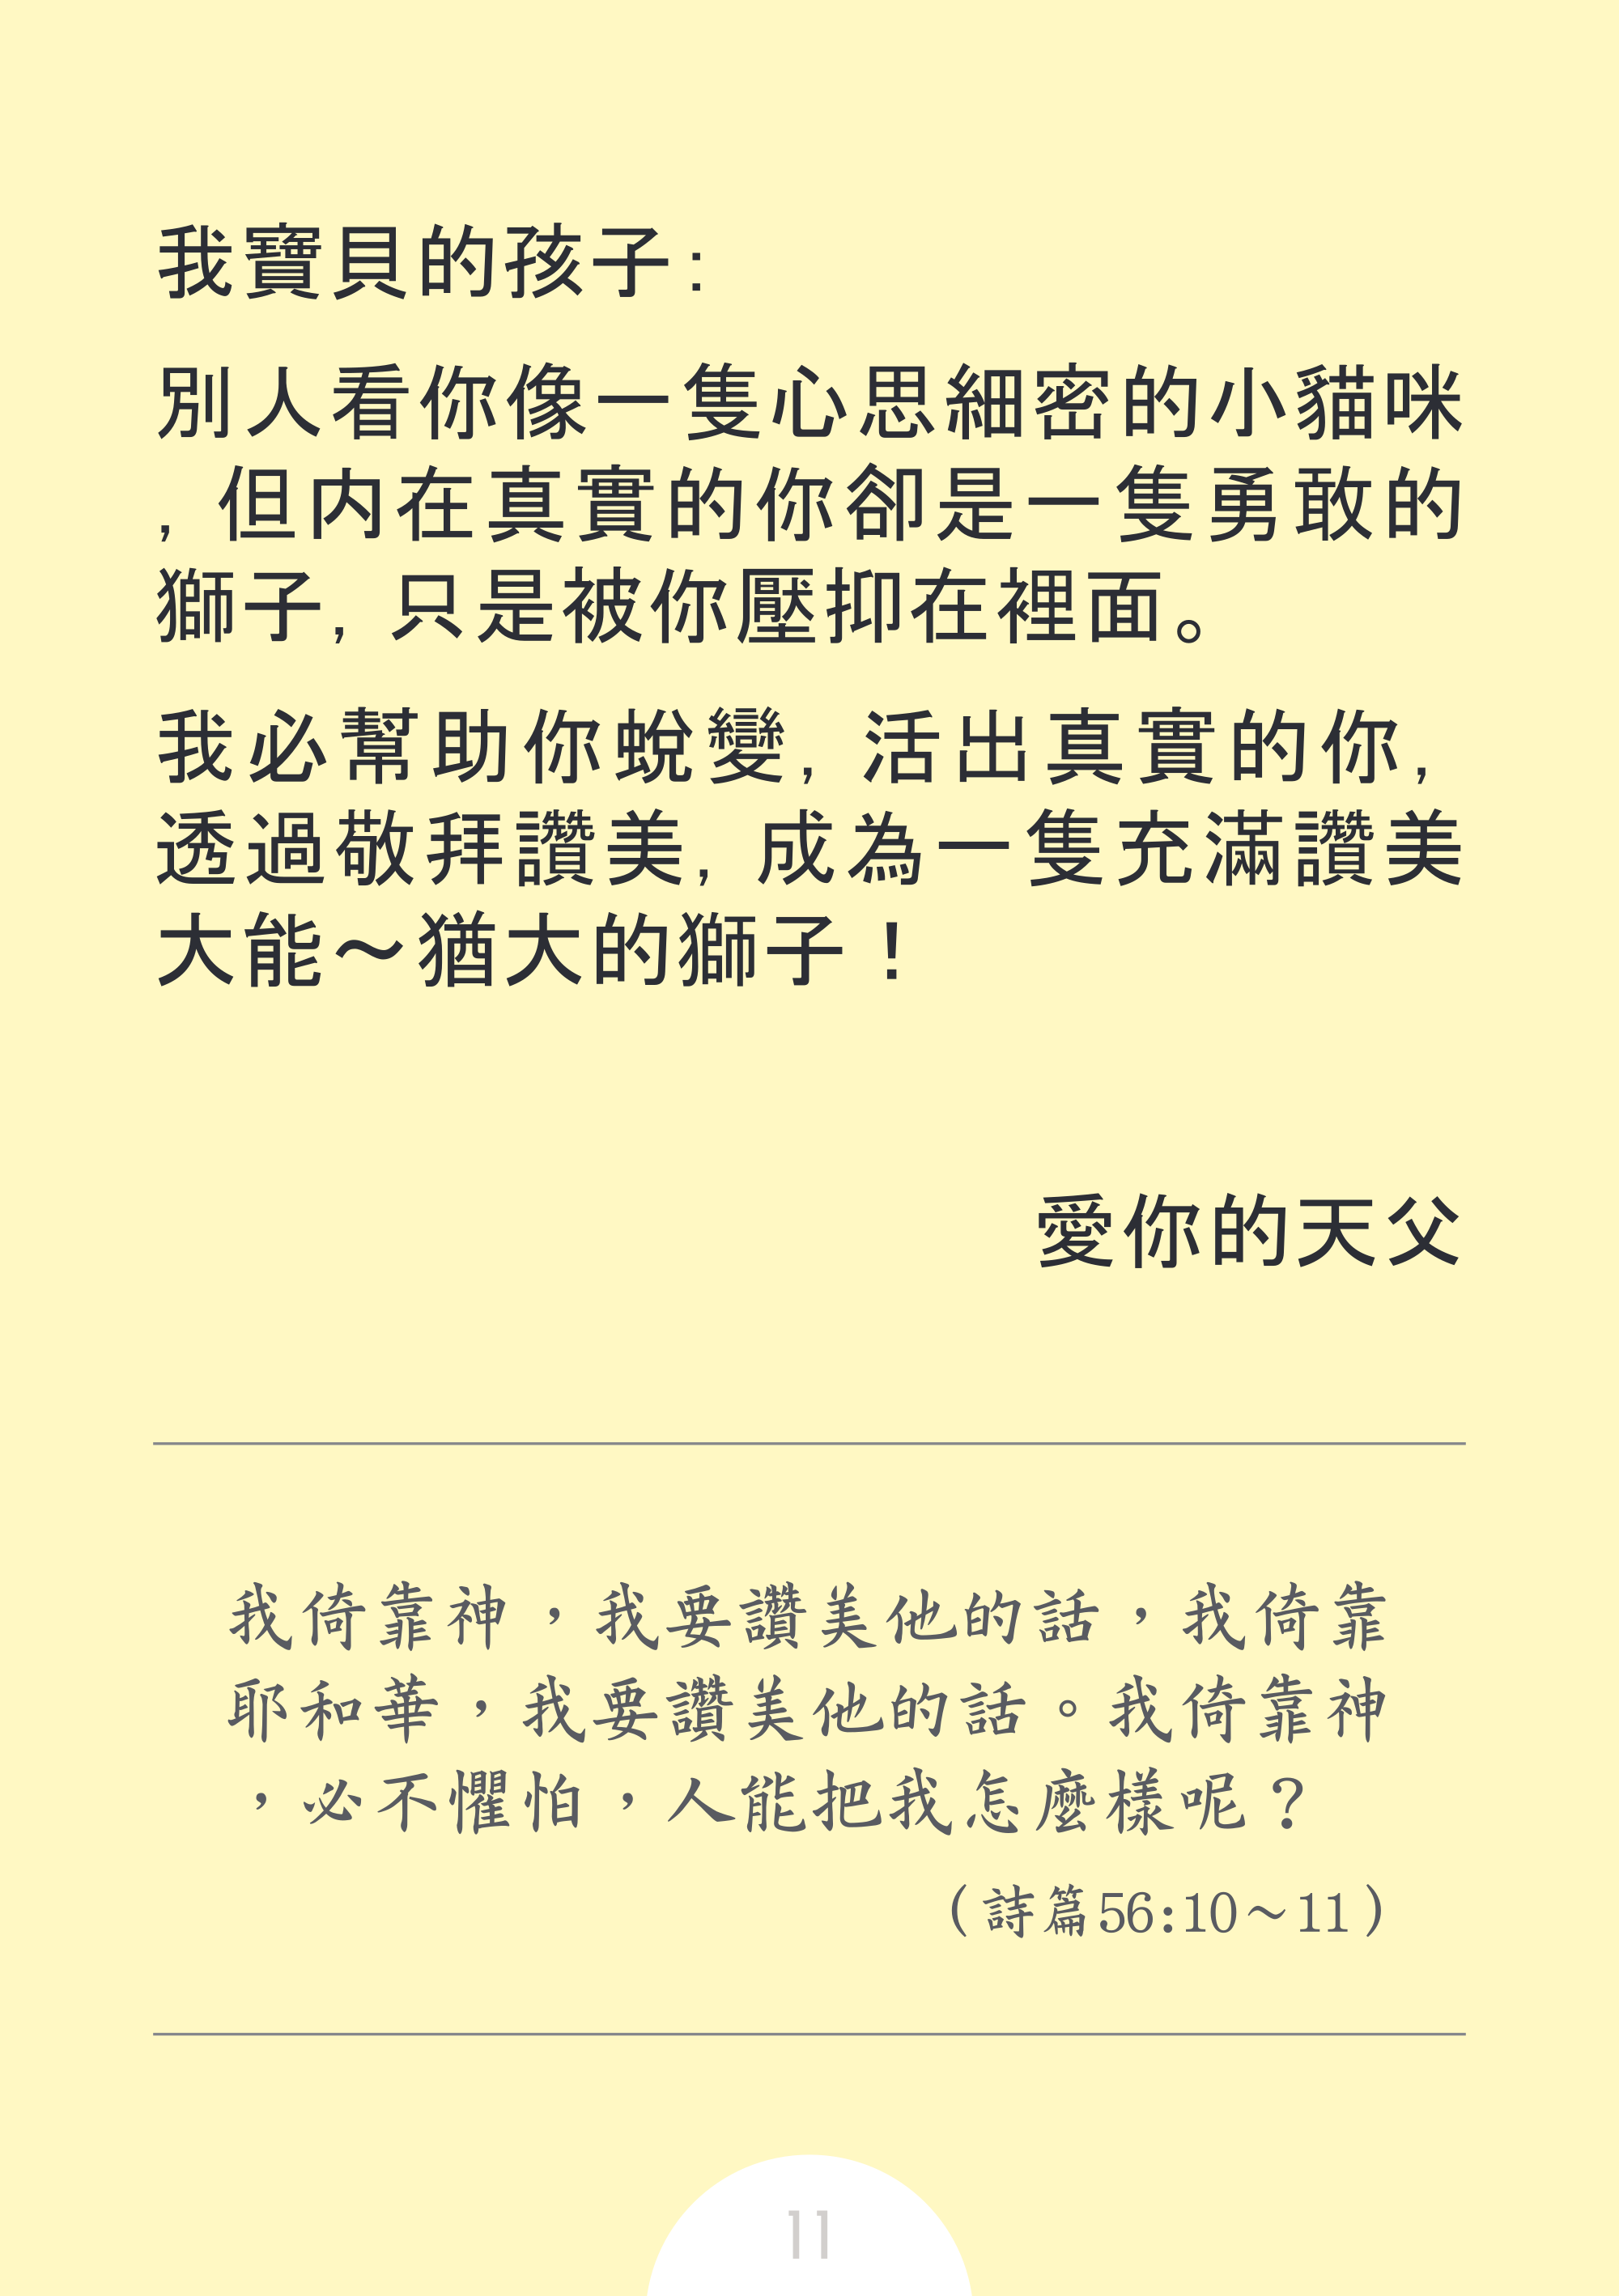 我寶貝的孩子:
別人看你像一隻心思細密的小貓咪
,但内在真實的你卻是一隻勇敢的
獅子,只是被你壓抑在裡面。
我必幫助你蛻變,活出真實的你,
透過敬拜讚美,成為一隻充滿讚美
大能～猶大的獅子！
愛你的天父
我倚靠神，我要讚美他的話，我倚靠
耶和華，我要讚美他的話。我倚靠神
，必不懼怕，人能把我怎麼樣呢？
（詩篇56:10～11）
11